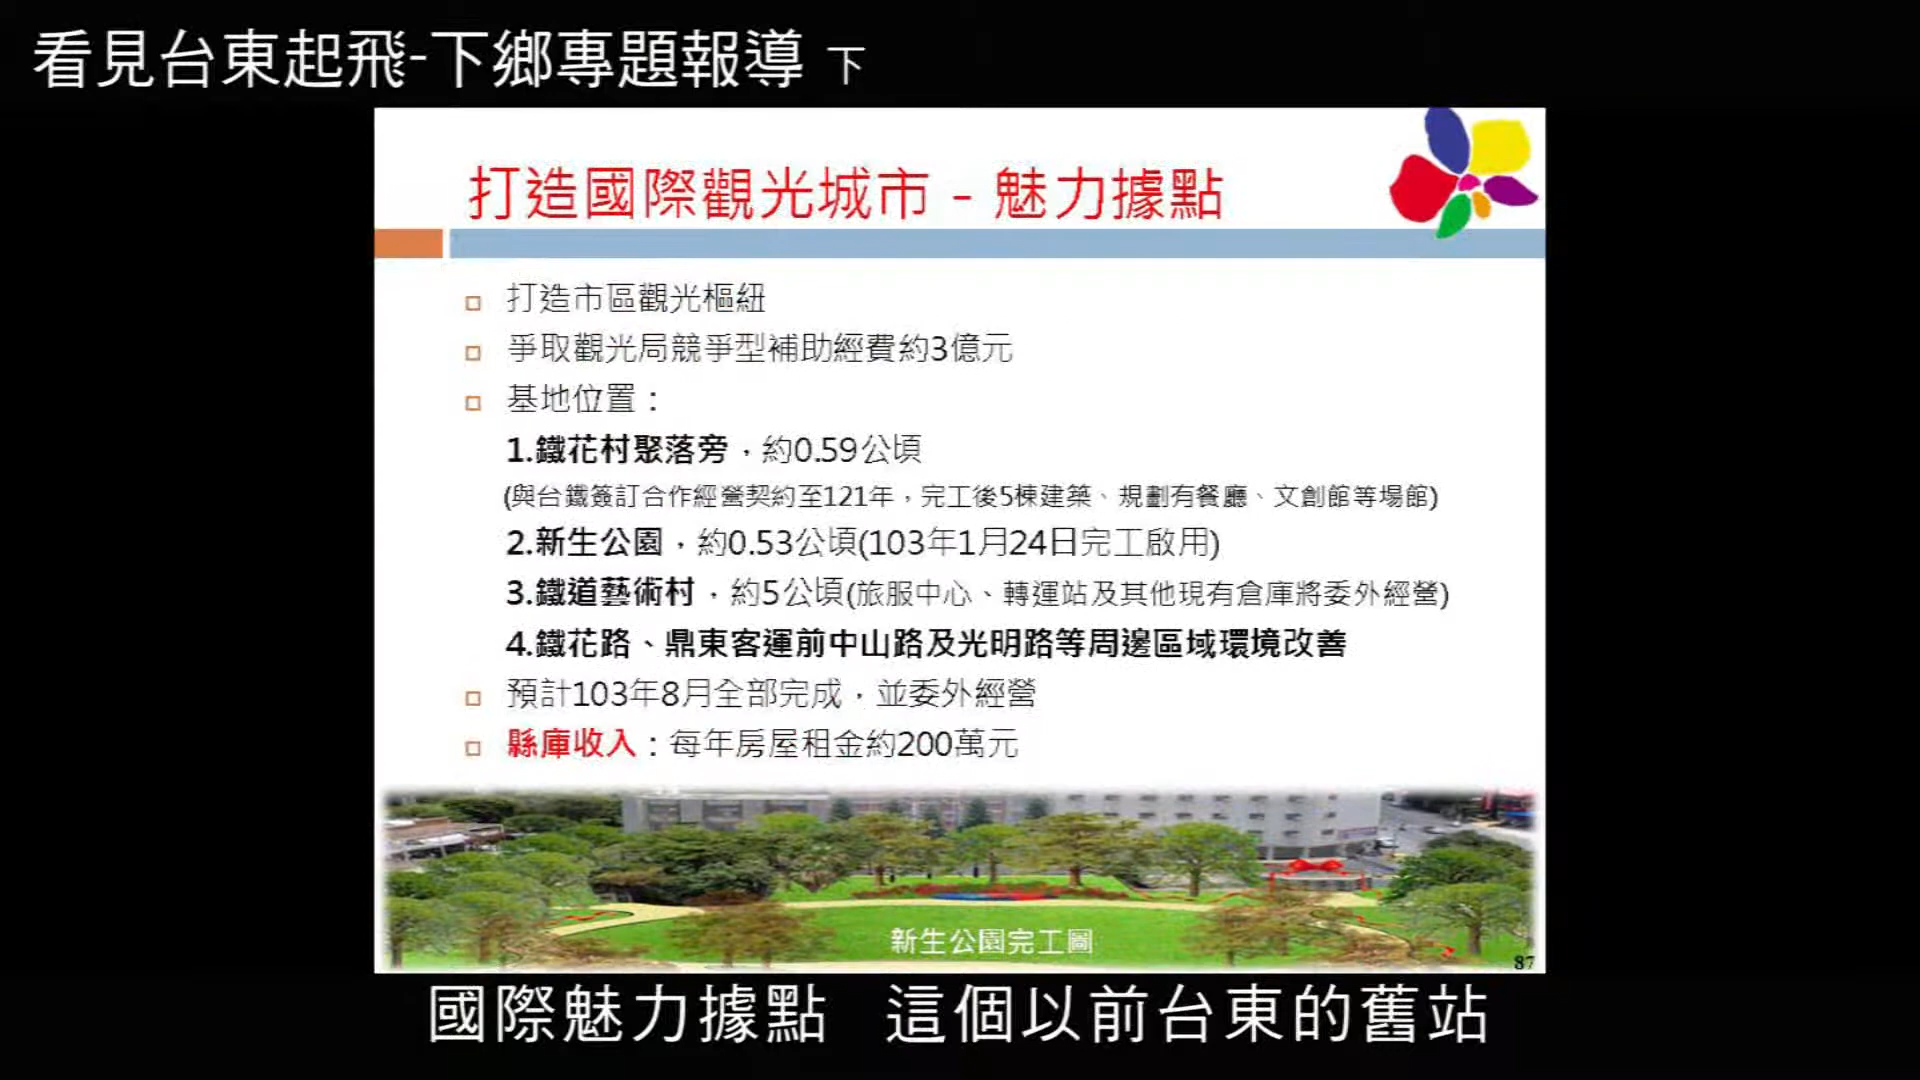 看見台東起飛-下鄉專題報導 下
打造國際觀光城市 - 魅力據點
打造市區觀光樞紐
爭取觀光局競爭型補助經費約3億元
基地位置：
1.鐵花村聚落旁，約0.59公頃
(與台鐵簽訂合作經營契約至121年，完工後5棟建築、規劃有餐廳、文創館等場館)
2.新生公園，約0.53公頃(103年1月24日完工啟用)
3.鐵道藝術村，約5公頃(旅服中心、轉運站及其他現有倉庫將委外經營)
4.鐵花路、鼎東客運前中山路及光明路等周邊區域環境改善
預計103年8月全部完成，並委外經營
縣庫收入：每年房屋租金約200萬元
新生公園完工圖
87
國際魅力據點 這個以前台東的舊站